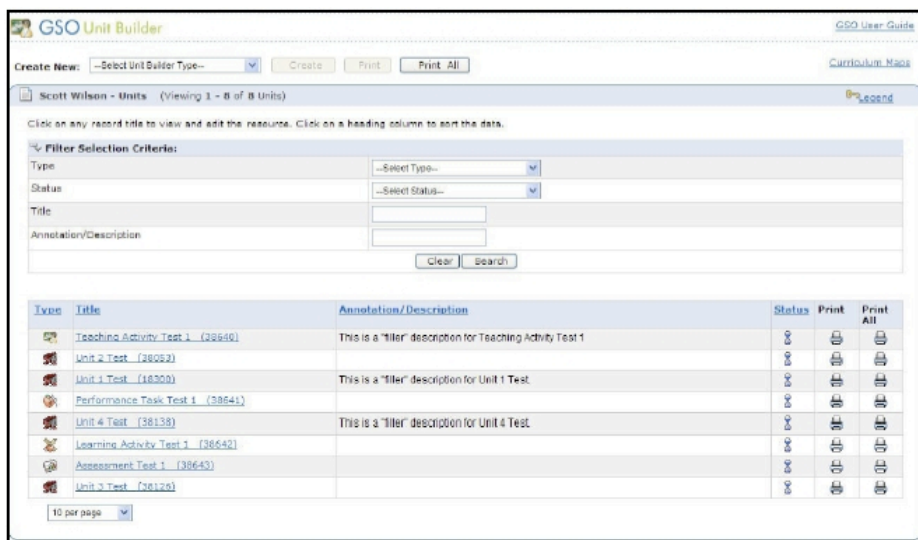 GSO Unit Builder
GSO User Guide
Create New: --Select Unit Builder Type-- Create Print Print All
Curriculum Maps
Scott Wilson - Units (Viewing 1 - 8 of 8 Units)
Legend
Click on any record title to view and edit the resource. Click on a heading column to sort the data.
Filter Selection Criteria:
Type --Select Type--
Status --Select Status--
Title
Annotation/Description
Clear Search
Type Title Annotation/Description Status Print Print All
Teaching Activity Test 1 (38640) This is a "filler" description for Teaching Activity Test 1
Unit 2 Test (38053)
Unit 1 Test (18300) This is a "filler" description for Unit 1 Test.
Performance Task Test 1 (38641)
Unit 4 Test (38138) This is a "filler" description for Unit 4 Test.
Learning Activity Test 1 (38642)
Assessment Test 1 (38643)
Unit 3 Test (38126)
10 per page